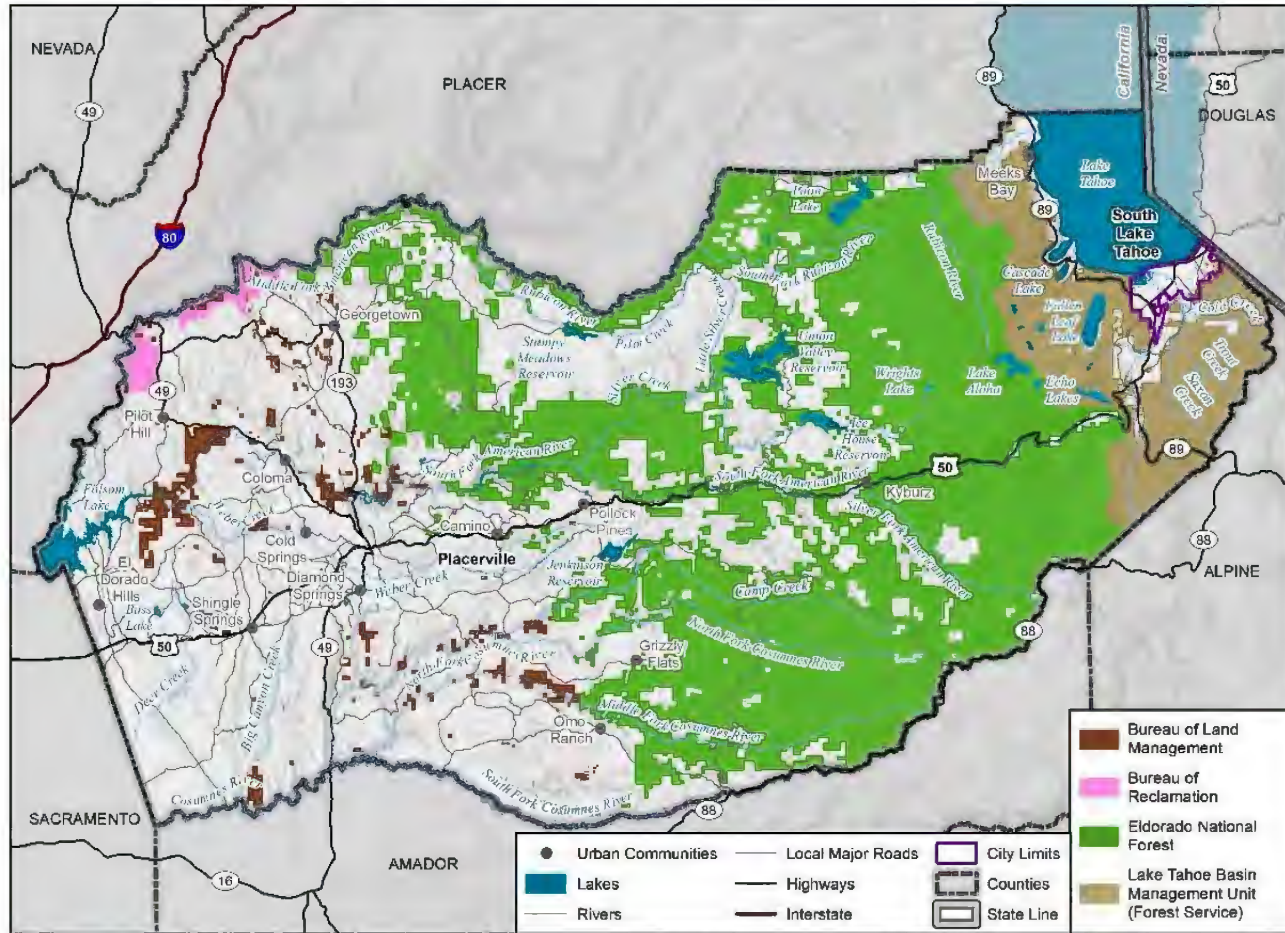 NEVADA
49
PLACER
80
89
California
Nevada
50
DOUGLAS
Lake
Tahoe
Meeks
Bay
89
South
Lake
Tahoe
Loon
Lake
Rubicon River
South Fork Rubicon River
Cascade
Lake
Fallen
Leaf
Lake
Cold Creek
Trout
Creek
Saxon
Creek
Middle Fork American River
Georgetown
Rubicon River
Stumpy
Meadows
Reservoir
Pilot Creek
Little Silver Creek
Silver Creek
Union
Valley
Reservoir
Wrights
Lake
Lake
Aloha
Echo
Lakes
193
49
Pilot
Hill
Ice
House
Reservoir
South Fork American River
South Fork American River
50
89
Kyburz
Coloma
Folsom
Lake
Weber Creek
Cold
Springs
Camino
Pollock
Pines
Placerville
Silver Fork American River
88
ALPINE
El
Dorado
Hills
Bass
Lake
Shingle
Springs
Diamond
Springs
Weber Creek
Jenkinson
Reservoir
Camp Creek
50
49
North Fork Cosumnes River
Grizzly
Flats
North Fork Cosumnes River
88
Deer Creek
Big Canyon Creek
Omo
Ranch
Middle Fork Cosumnes River
Cosumnes River
South Fork Cosumnes River
88
SACRAMENTO
AMADOR
16
Urban Communities
Lakes
Rivers
Local Major Roads
Highways
Interstate
City Limits
Counties
State Line
Bureau of Land
Management
Bureau of
Reclamation
Eldorado National
Forest
Lake Tahoe Basin
Management Unit
(Forest Service)